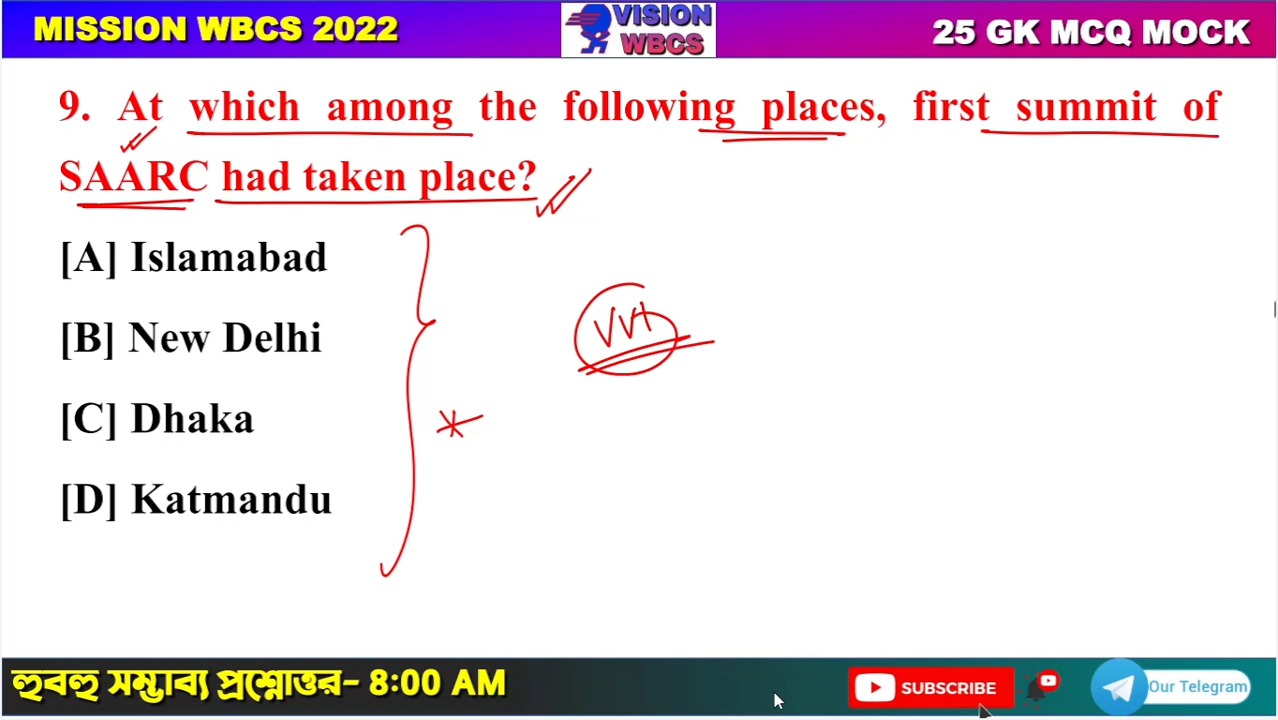 MISSION WBCS 2022
VISION
WBCS
25 GK MCQ MOCK
9. At which among the following places, first summit of
SAARC had taken place?
[A] Islamabad
[B] New Delhi
[C] Dhaka
[D] Katmandu
হুবহু সম্ভাব্য প্রশ্নোত্তর- 8:00 AM
SUBSCRIBE
Our Telegram